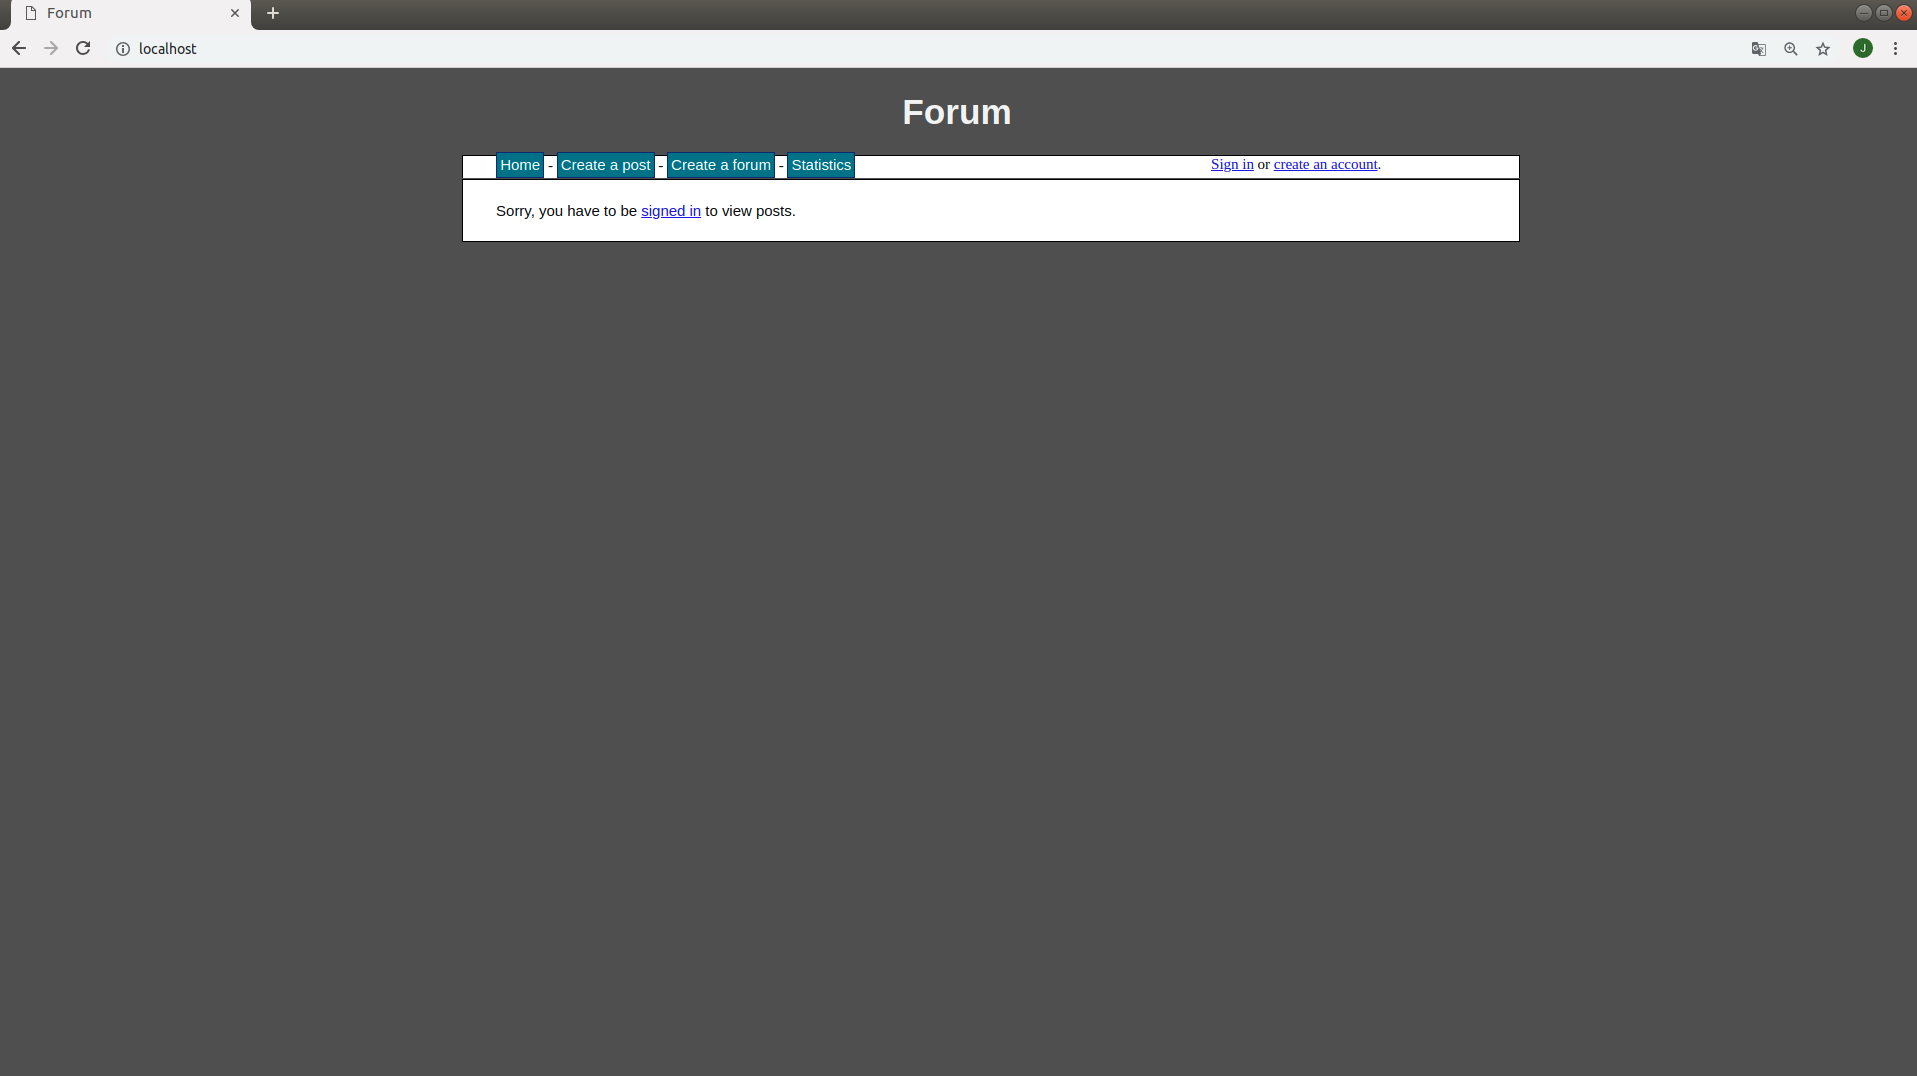 Forum
localhost
J
Forum
Home - Create a post - Create a forum - Statistics Sign in or create an account.
Sorry, you have to be signed in to view posts.